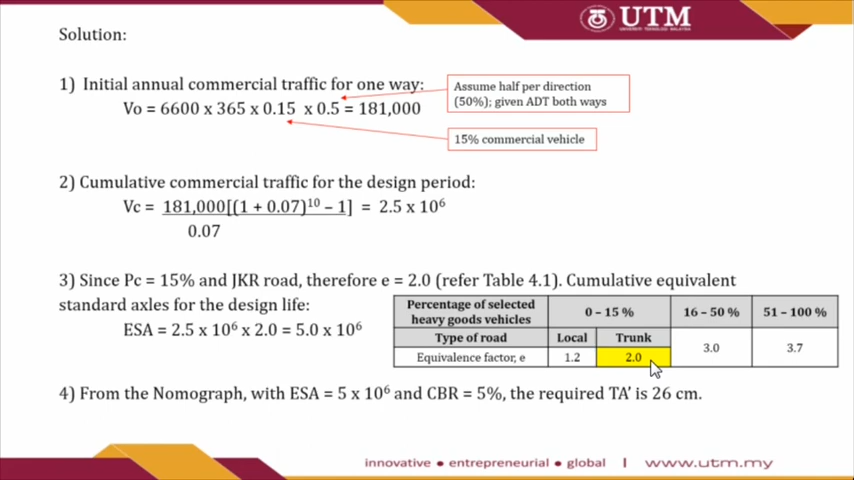 UTM
UNIVERSITI TEKNOLOGI MALAYSIA
Solution:
1) Initial annual commercial traffic for one way:
Vo = 6600 x 365 x 0.15 x 0.5 = 181,000
Assume half per direction
(50%); given ADT both ways
15% commercial vehicle
2) Cumulative commercial traffic for the design period:
Vc = 181,000[(1 + 0.07)¹⁰ – 1] = 2.5 x 10⁶
0.07
3) Since Pc = 15% and JKR road, therefore e = 2.0 (refer Table 4.1). Cumulative equivalent
standard axles for the design life:
ESA = 2.5 x 10⁶ x 2.0 = 5.0 x 10⁶
Percentage of selected
heavy goods vehicles
0 – 15 % 16 – 50 % 51 – 100 %
Type of road Local Trunk
3.0 3.7
Equivalence factor, e 1.2 2.0
4) From the Nomograph, with ESA = 5 x 10⁶ and CBR = 5%, the required TA' is 26 cm.
innovative ● entrepreneurial ● global | www.utm.my